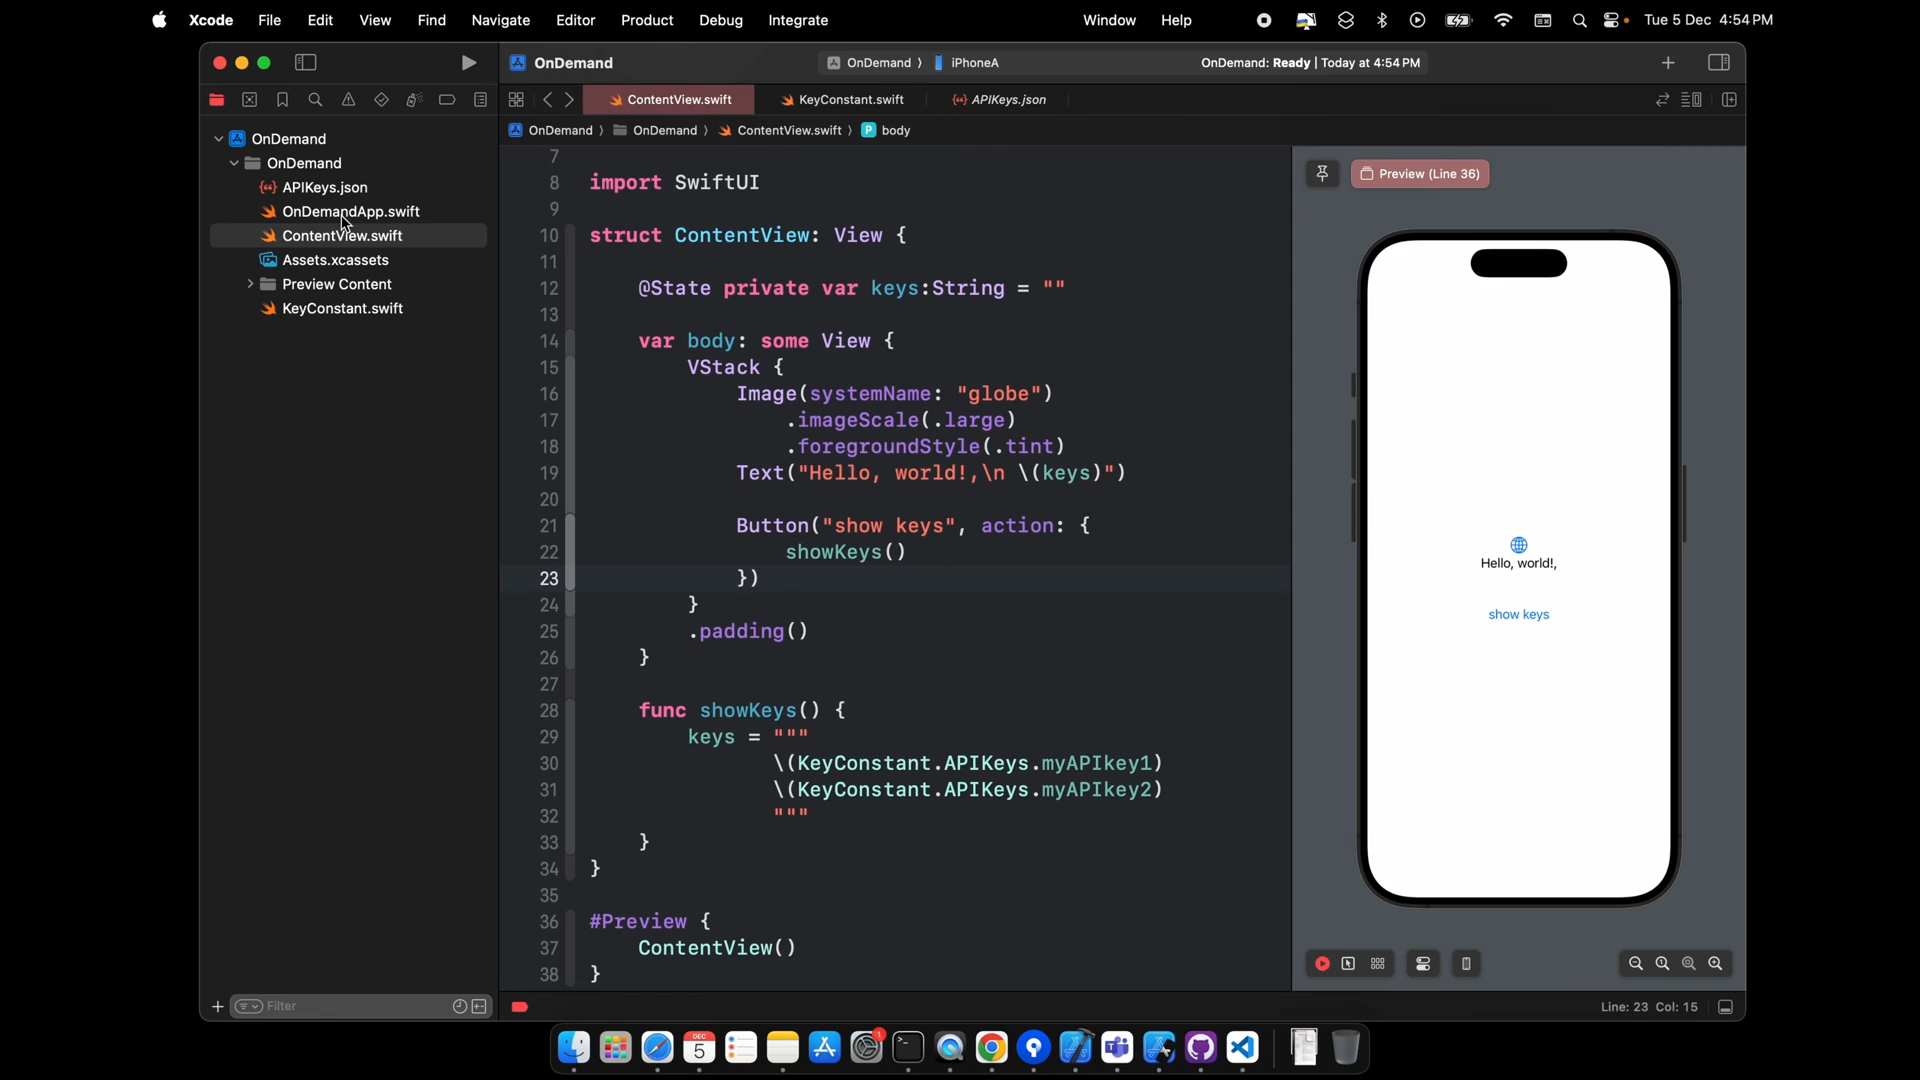 Xcode File Edit View Find Navigate Editor Product Debug Integrate Window Help Tue 5 Dec 4:54 PM
OnDemand OnDemand 〉 iPhoneA OnDemand: Ready | Today at 4:54 PM
ContentView.swift KeyConstant.swift APIKeys.json
OnDemand 〉 OnDemand 〉 ContentView.swift 〉 P body
OnDemand
OnDemand
APIKeys.json
OnDemandApp.swift
ContentView.swift
Assets.xcassets
Preview Content
KeyConstant.swift
Filter
7
8 import SwiftUI
9
10 struct ContentView: View {
11
12 @State private var keys:String = ""
13
14 var body: some View {
15 VStack {
16 Image(systemName: "globe")
17 .imageScale(.large)
18 .foregroundStyle(.tint)
19 Text("Hello, world!,\n \(keys)")
20
21 Button("show keys", action: {
22 showKeys()
23 })
24 }
25 .padding()
26 }
27
28 func showKeys() {
29 keys = """
30 \(KeyConstant.APIKeys.myAPIkey1)
31 \(KeyConstant.APIKeys.myAPIkey2)
32 """
33 }
34 }
35
36 #Preview {
37 ContentView()
38 }
Preview (Line 36)
Hello, world!,
show keys
Line: 23 Col: 15
DEC
5
1